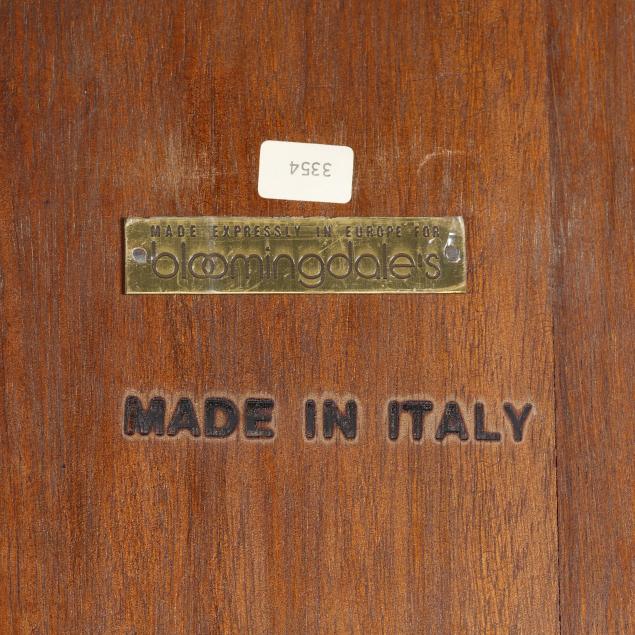 3354
MADE EXPRESSLY IN EUROPE FOR
bloomingdale's
MADE IN ITALY